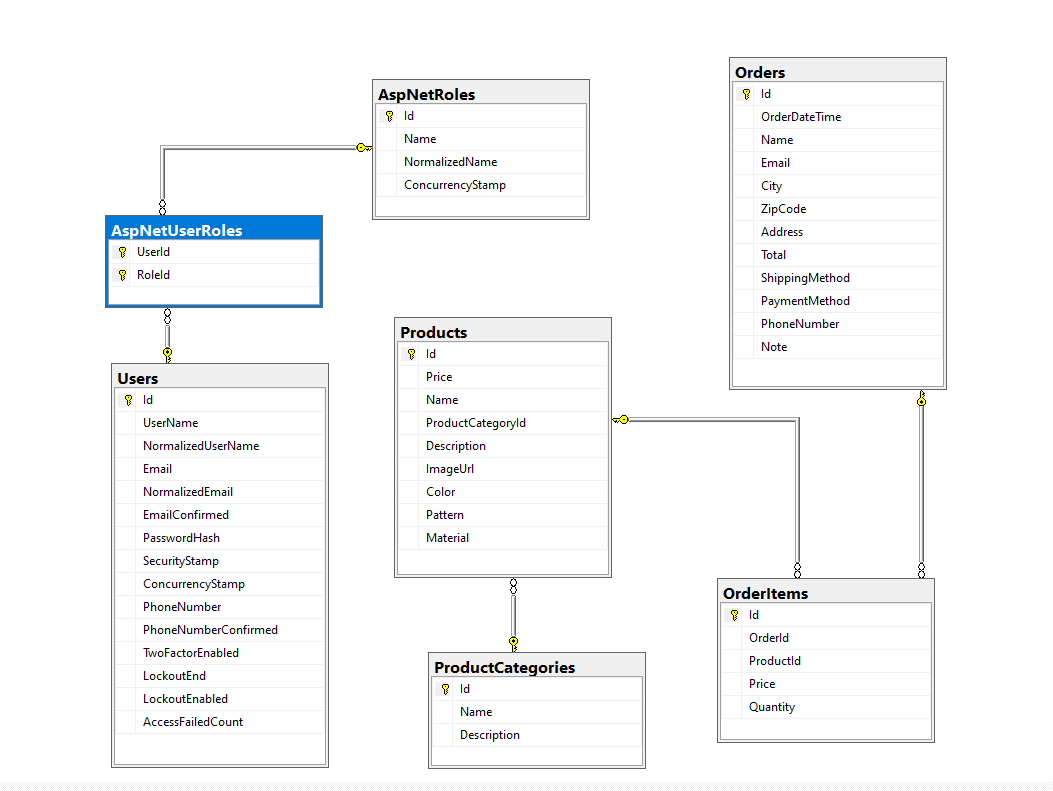 AspNetRoles
Id
Name
NormalizedName
ConcurrencyStamp
Orders
Id
OrderDateTime
Name
Email
City
ZipCode
Address
Total
ShippingMethod
PaymentMethod
PhoneNumber
Note
AspNetUserRoles
UserId
RoleId
Users
Id
UserName
NormalizedUserName
Email
NormalizedEmail
EmailConfirmed
PasswordHash
SecurityStamp
ConcurrencyStamp
PhoneNumber
PhoneNumberConfirmed
TwoFactorEnabled
LockoutEnd
LockoutEnabled
AccessFailedCount
Products
Id
Price
Name
ProductCategoryId
Description
ImageUrl
Color
Pattern
Material
ProductCategories
Id
Name
Description
OrderItems
Id
OrderId
ProductId
Price
Quantity